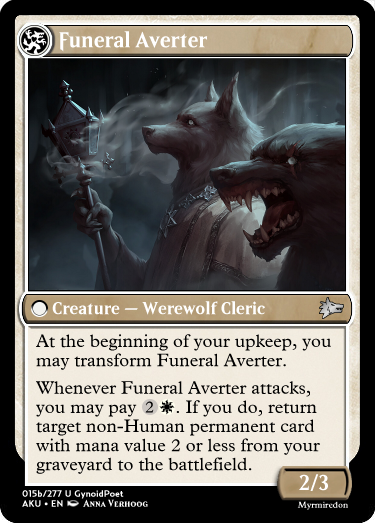 Funeral Averter
Creature — Werewolf Cleric
At the beginning of your upkeep, you
may transform Funeral Averter.
Whenever Funeral Averter attacks,
you may pay 2. If you do, return
target non-Human permanent card
with mana value 2 or less from your
graveyard to the battlefield.
2/3
015b/277 U GynoidPoet
AKU • EN Anna Verhoog
Myrmiredon